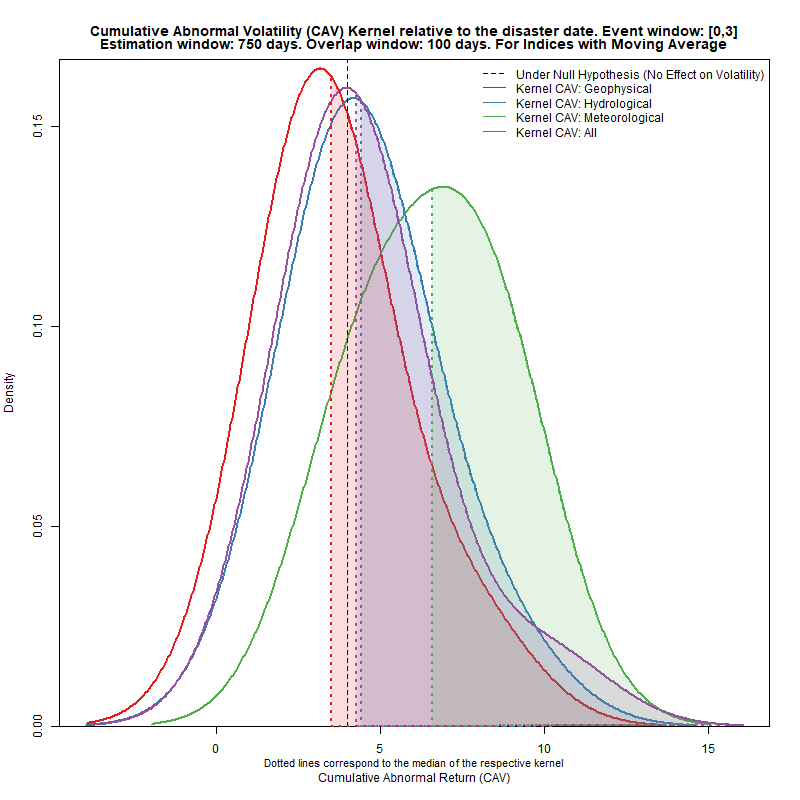 Cumulative Abnormal Volatility (CAV) Kernel relative to the disaster date. Event window: [0,3]
Estimation window: 750 days. Overlap window: 100 days. For Indices with Moving Average
Under Null Hypothesis (No Effect on Volatility)
Kernel CAV: Geophysical
Kernel CAV: Hydrological
Kernel CAV: Meteorological
Kernel CAV: All
0.15
0.10
0.05
0.00
Density
0 5 10 15
Dotted lines correspond to the median of the respective kernel
Cumulative Abnormal Return (CAV)